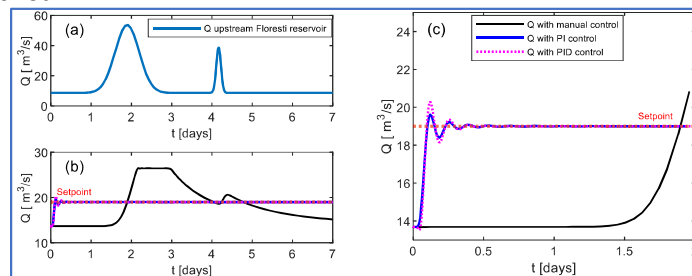 (a)
Q upstream Floresti reservoir
Q [ m³/s]
60
40
20
0
0 1 2 3 4 5 6 7
t [days]
(b)
Setpoint
Q [ m³/s]
30
20
10
0 1 2 3 4 5 6 7
t [days]
(c)
Q with manual control
Q with PI control
Q with PID control
Setpoint
Q [ m³/s]
24
22
20
18
16
14
12
0 0.5 1 1.5
t [days]